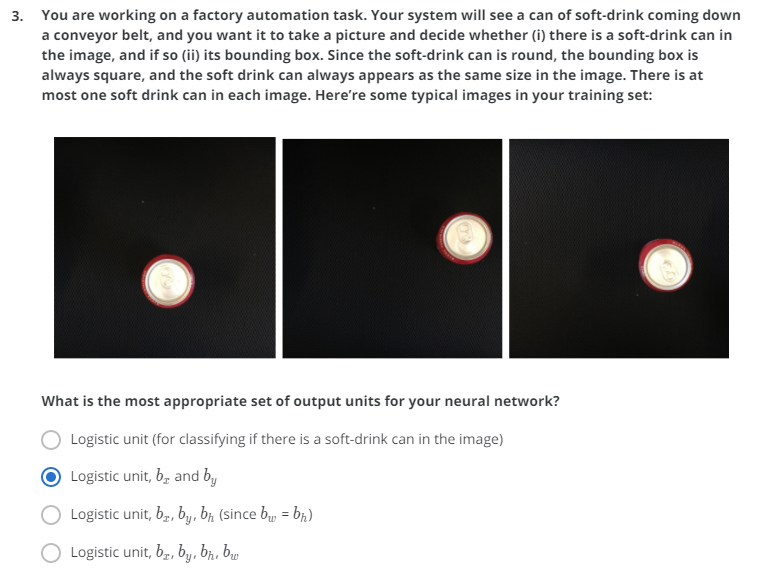 3. You are working on a factory automation task. Your system will see a can of soft-drink coming down
a conveyor belt, and you want it to take a picture and decide whether (i) there is a soft-drink can in
the image, and if so (ii) its bounding box. Since the soft-drink can is round, the bounding box is
always square, and the soft drink can always appears as the same size in the image. There is at
most one soft drink can in each image. Here’re some typical images in your training set:
What is the most appropriate set of output units for your neural network?
Logistic unit (for classifying if there is a soft-drink can in the image)
Logistic unit, bₓ and b_y
Logistic unit, bₓ, b_y, b_h (since b_w = b_h)
Logistic unit, bₓ, b_y, b_h, b_w